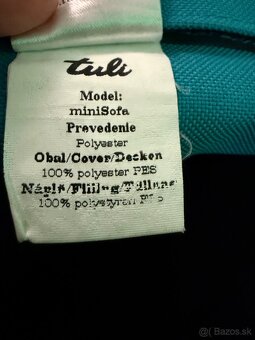 tuli
Model:
miniSofa
Prevedenie
Polyester
Obal/Cover/Decken
100% polyester PES
100% polystyren
© Bazos.sk